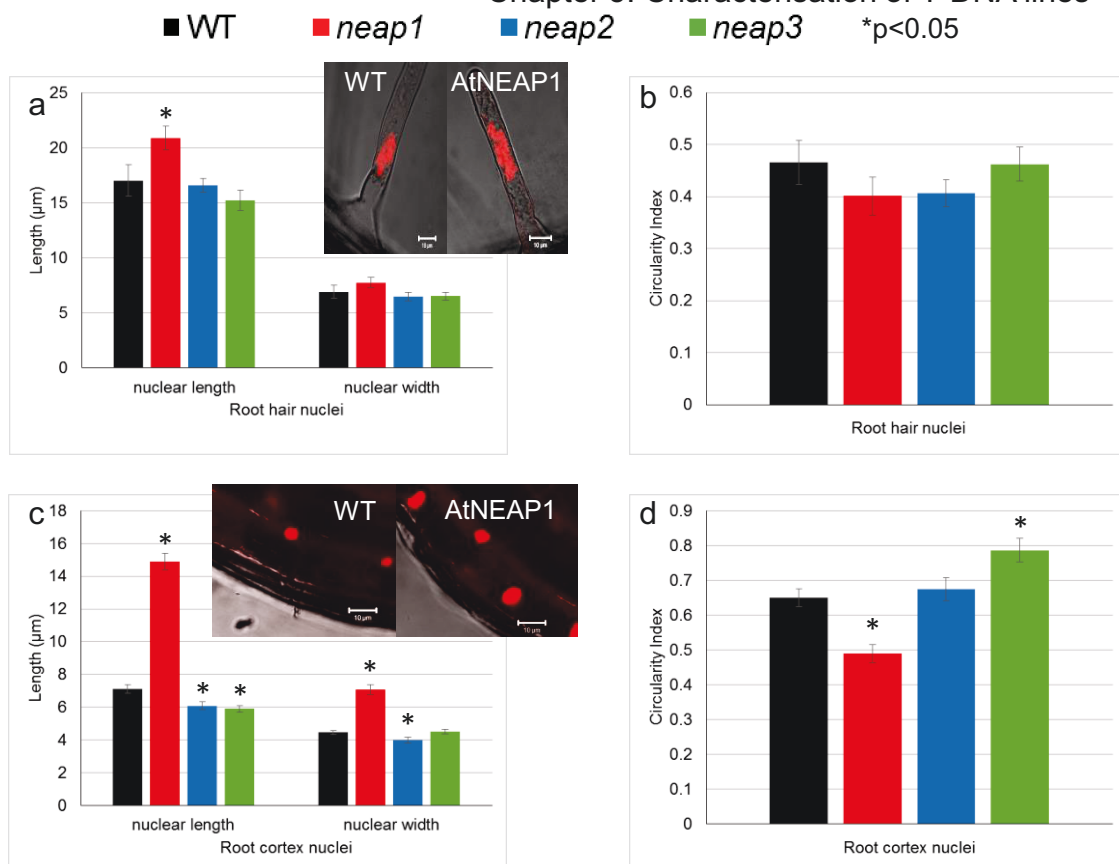 WT neap1 neap2 neap3 *p<0.05
a
25
20
15
10
5
0
Length (µm)
*
WT
AtNEAP1
10 µm
10 µm
nuclear length
nuclear width
Root hair nuclei
b
0.6
0.5
0.4
0.3
0.2
0.1
0
Circularity Index
Root hair nuclei
c
18
16
14
12
10
8
6
4
2
0
Length (µm)
*
*
*
*
*
WT
AtNEAP1
10 µm
10 µm
nuclear length
nuclear width
Root cortex nuclei
d
0.9
0.8
0.7
0.6
0.5
0.4
0.3
0.2
0.1
0
Circularity Index
*
*
Root cortex nuclei